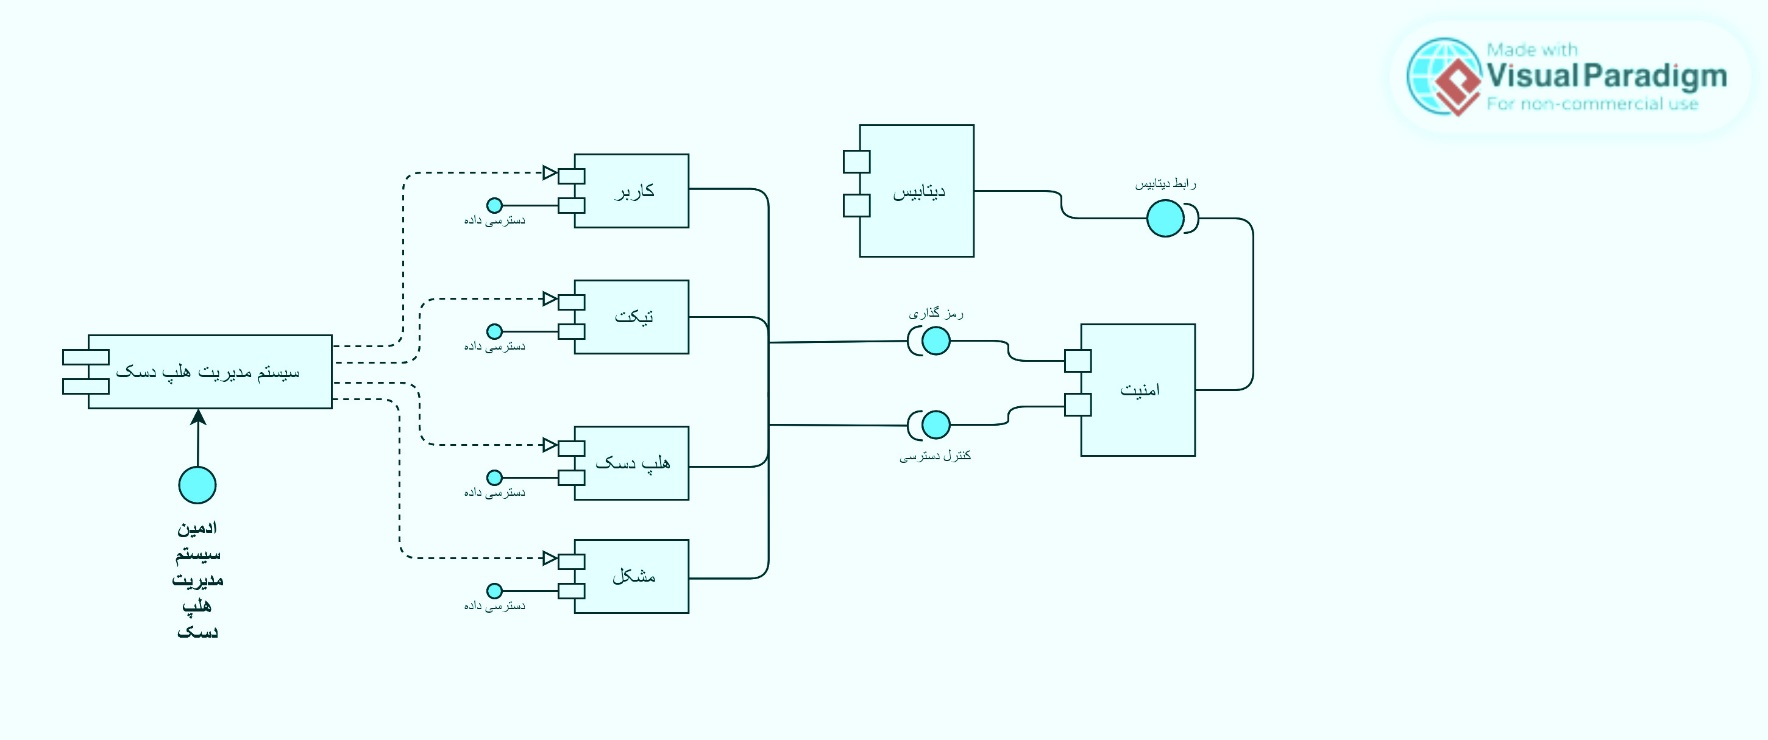 Made with
Visual Paradigm
For non-commercial use
کاربر
دسترسی داده
تیکت
دسترسی داده
هلپ دسک
دسترسی داده
مشکل
دسترسی داده
سیستم مدیریت هلپ دسک
ادمین
سیستم
مدیریت
هلپ
دسک
دیتابیس
رابط دیتابیس
رمز گذاری
کنترل دسترسی
امنیت